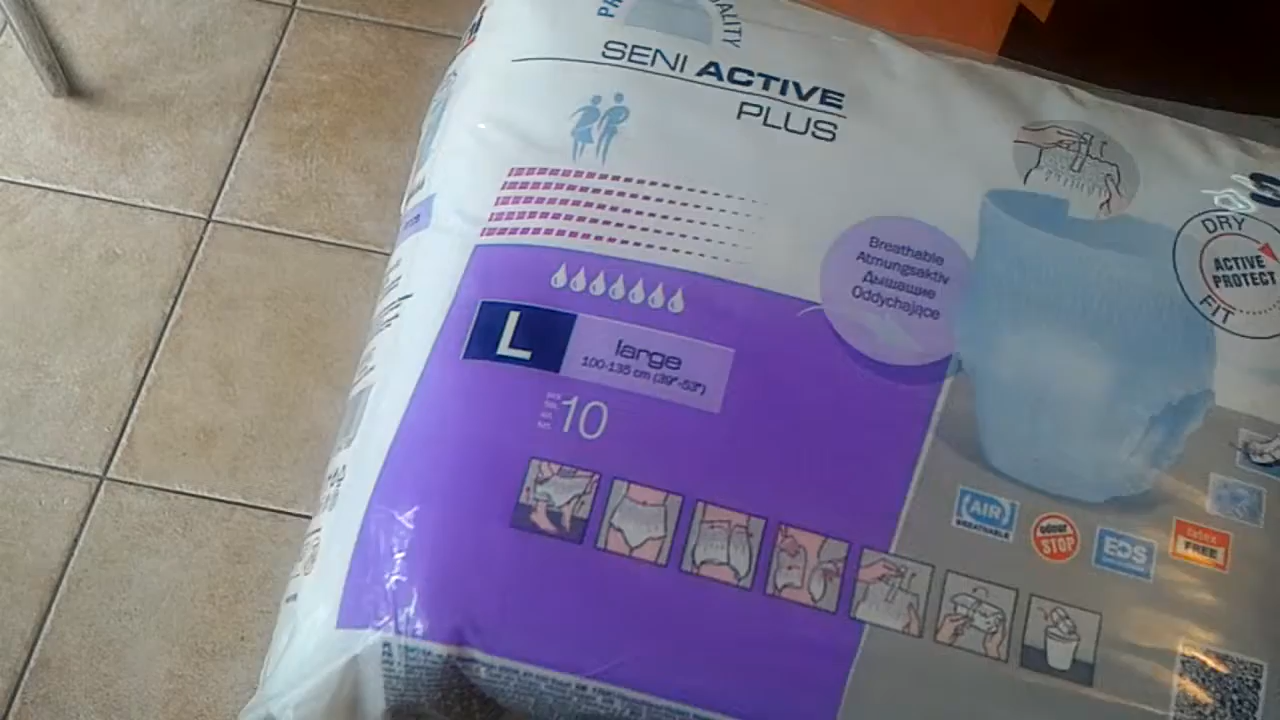 SENI ACTIVE
PLUS
Breathable
Atmungsaktiv
Дышащие
Oddychające
DRY
ACTIVE
PROTECT
FIT
L
large
100-135 cm (39"-53")
10
AIR
BREATHABLE
odour
STOP
EDS
latex
FREE